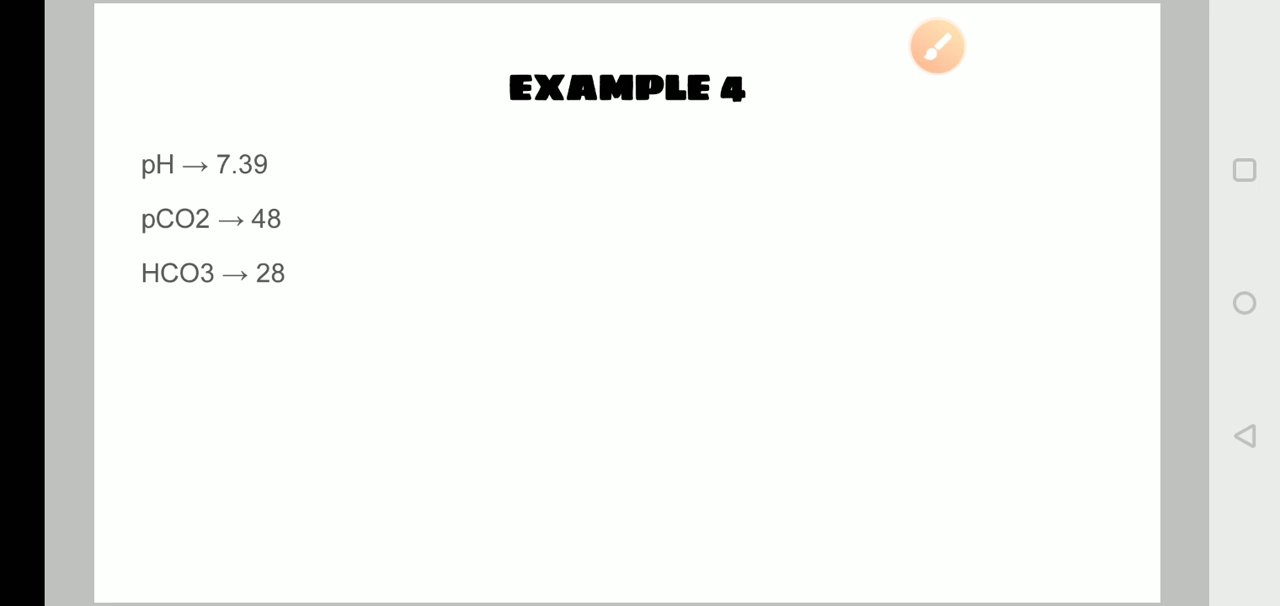 EXAMPLE 4
pH → 7.39
pCO2 → 48
HCO3 → 28